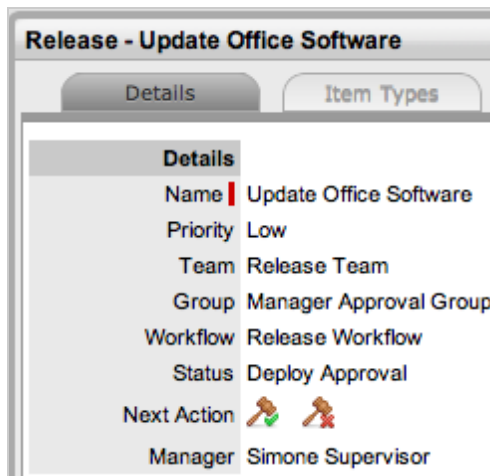 Release - Update Office Software
Details Item Types
Details
Name Update Office Software
Priority Low
Team Release Team
Group Manager Approval Group
Workflow Release Workflow
Status Deploy Approval
Next Action
Manager Simone Supervisor